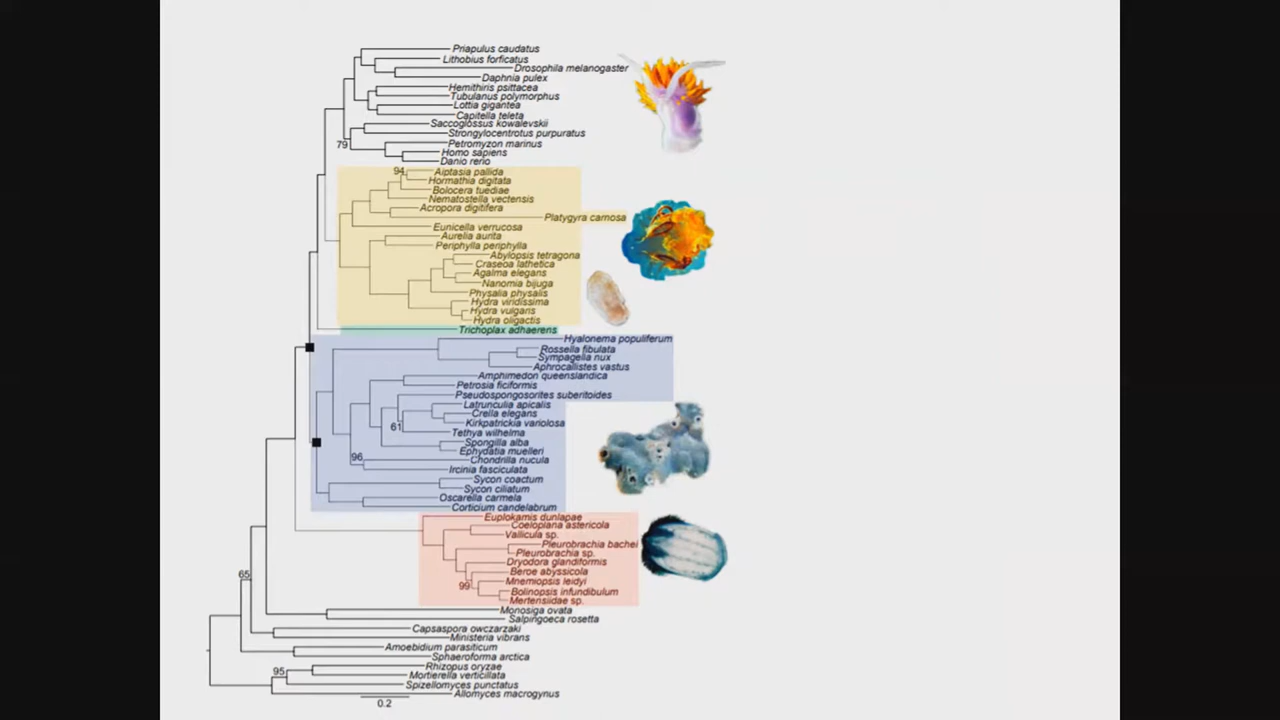 Priapulus caudatus
Lithobius forficatus
Drosophila melanogaster
Daphnia pulex
Hemithiris psittacea
Tubulanus polymorphus
Lottia gigantea
Capitella teleta
Saccoglossus kowalevskii
Strongylocentrotus purpuratus
79
Petromyzon marinus
Homo sapiens
Danio rerio
94
Aiptasia pallida
Hormathia digitata
Bolocera tuediae
Nematostella vectensis
Acropora digitifera
Platygyra carnosa
Eunicella verrucosa
Aurelia aurita
Periphylla periphylla
Abylopsis tetragona
Craseoa lathetica
Agalma elegans
Nanomia bijuga
Physalia physalis
Hydra viridissima
Hydra vulgaris
Hydra oligactis
Trichoplax adhaerens
Hyalonema populiferum
Rossella fibulata
Sympagella nux
Aphrocallistes vastus
Amphimedon queenslandica
Petrosia ficiformis
Pseudospongosorites suberitoides
Latrunculia apicalis
Crella elegans
Kirkpatrickia variolosa
61
Tethya wilhelma
Spongilla alba
Ephydatia muelleri
96
Chondrilla nucula
Ircinia fasciculata
Sycon coactum
Sycon ciliatum
Oscarella carmela
Corticium candelabrum
Euplokamis dunlapae
Coeloplana astericola
Vallicula sp.
Pleurobrachia bachei
Pleurobrachia sp.
Dryodora glandiformis
Beroe abyssicola
99
Mnemiopsis leidyi
Bolinopsis infundibulum
Mertensiidae sp.
65
Monosiga ovata
Salpingoeca rosetta
Capsaspora owczarzaki
Ministeria vibrans
Amoebidium parasiticum
Sphaeroforma arctica
95
Rhizopus oryzae
Mortierella verticillata
Spizellomyces punctatus
Allomyces macrogynus
0.2